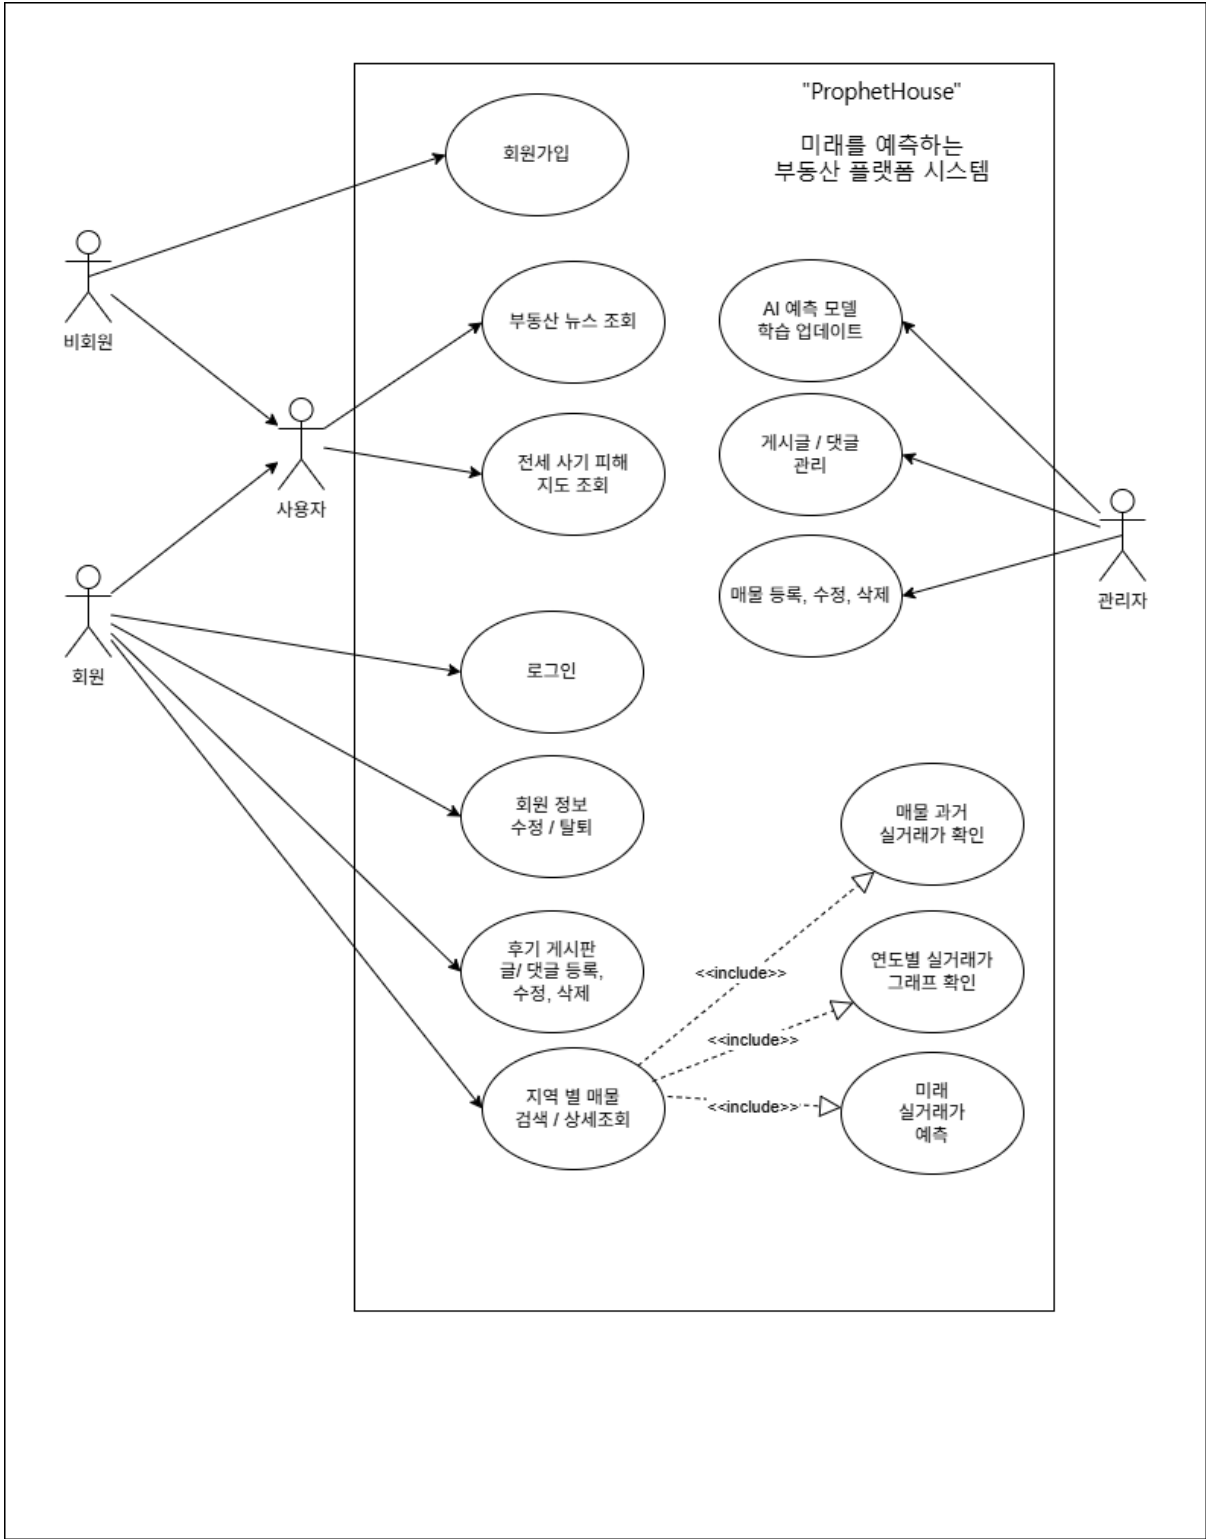 "ProphetHouse"
미래를 예측하는
부동산 플랫폼 시스템
회원가입
비회원
부동산 뉴스 조회
AI 예측 모델
학습 업데이트
사용자
전세 사기 피해
지도 조회
게시글 / 댓글
관리
매물 등록, 수정, 삭제
관리자
회원
로그인
회원 정보
수정 / 탈퇴
매물 과거
실거래가 확인
후기 게시판
글/ 댓글 등록,
수정, 삭제
<<include>>
연도별 실거래가
그래프 확인
<<include>>
지역 별 매물
검색 / 상세조회
<<include>>
미래
실거래가
예측